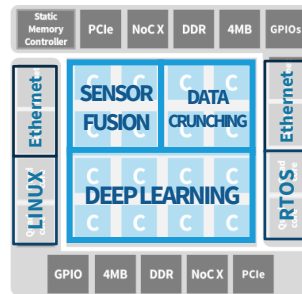 Static
Memory
Controller
PCIe
NoC X
DDR
4MB
GPIOs
Ethernet
LINUX
SENSOR
FUSION
DATA
CRUNCHING
DEEP LEARNING
C C C C
C C C C
C C C C
C C C C
Ethernet
RTOS
GPIO
4MB
DDR
NoC X
PCIe